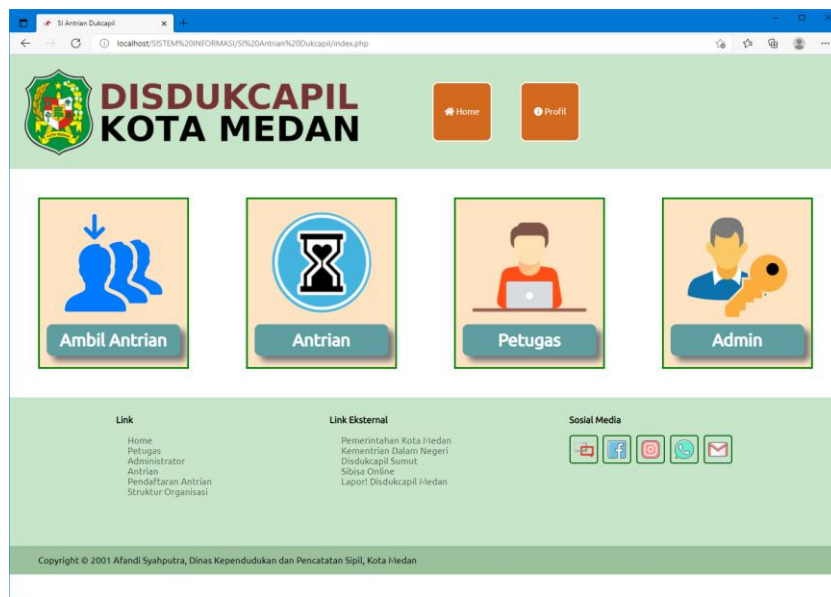 SI Antrian Dukcapil
localhost/SISTEM%20INFORMASI/SI%20Antrian%20Dukcapil/index.php
DISDUKCAPIL
KOTA MEDAN
Home
Profil
Ambil Antrian
Antrian
Petugas
Admin
Link
Home
Petugas
Administrator
Antrian
Pendaftaran Antrian
Struktur Organisasi
Link Eksternal
Pemerintahan Kota Medan
Kementrian Dalam Negeri
Disdukcapil Sumut
Sibisa Online
Lapor! Disdukcapil Medan
Sosial Media
Copyright © 2001 Afandi Syahputra, Dinas Kependudukan dan Pencatatan Sipil, Kota Medan